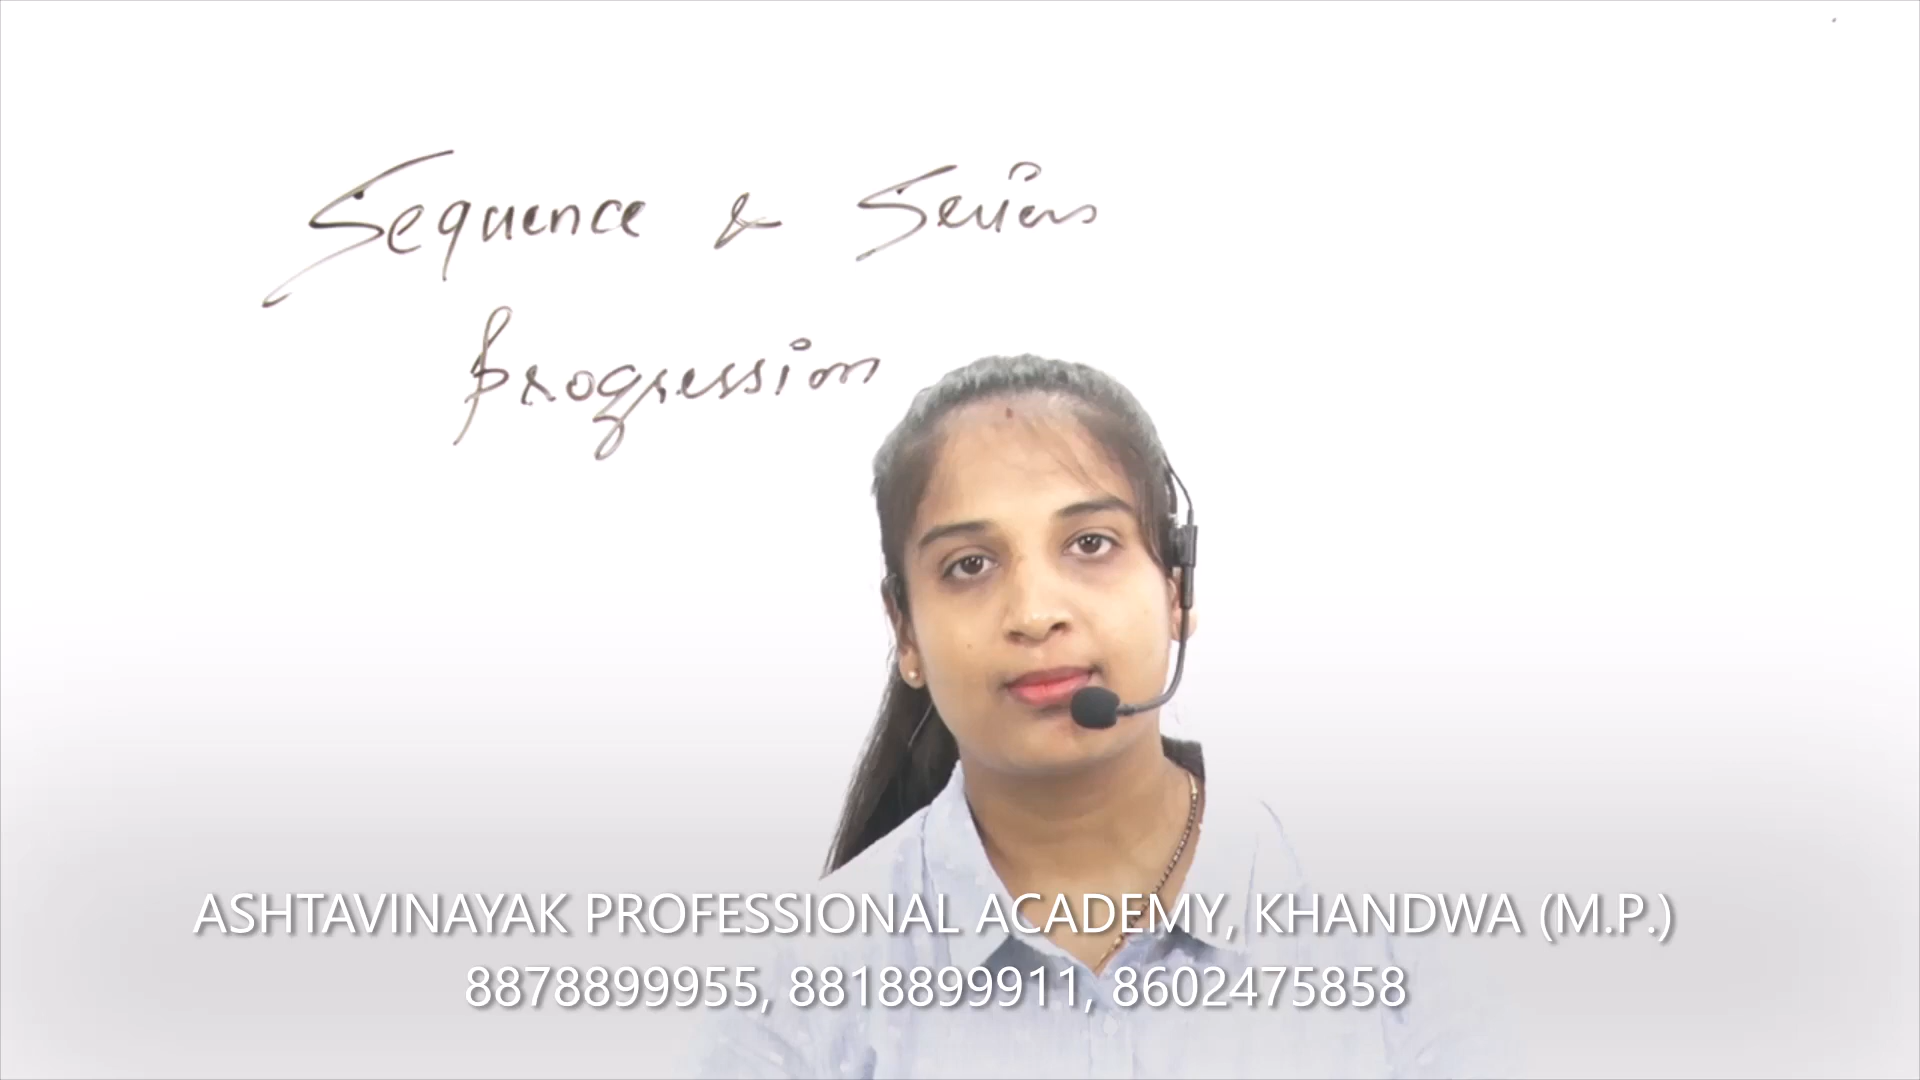 Sequence & Series
Progression
ASHTAVINAYAK PROFESSIONAL ACADEMY, KHANDWA (M.P.)
8878899955, 8818899911, 8602475858